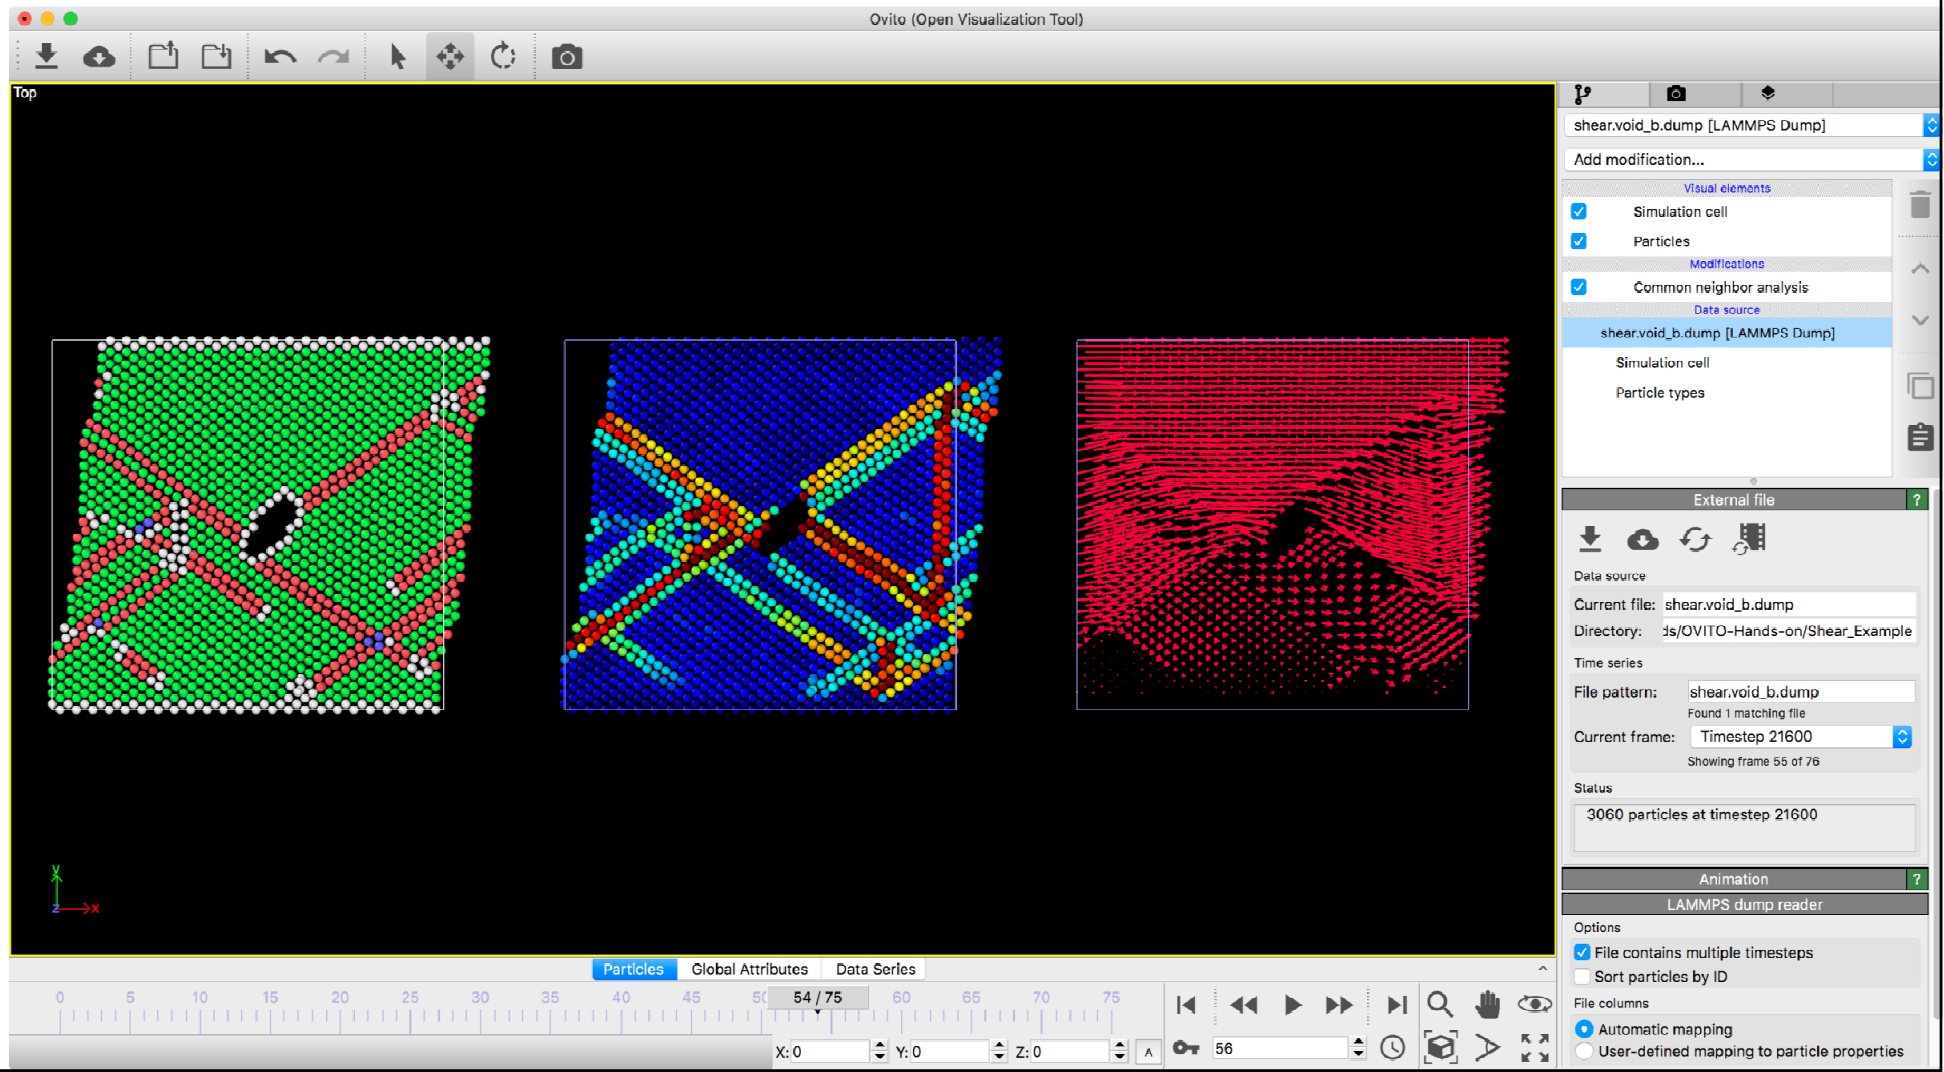 Ovito (Open Visualization Tool)
Top
shear.void_b.dump [LAMMPS Dump]
Add modification...
Visual elements
Simulation cell
Particles
Modifications
Common neighbor analysis
Data source
shear.void_b.dump [LAMMPS Dump]
Simulation cell
Particle types
External file ?
Data source
Current file: shear.void_b.dump
Directory: ds/OVITO-Hands-on/Shear_Example
Time series
File pattern: shear.void_b.dump
Found 1 matching file
Current frame: Timestep 21600
Showing frame 55 of 76
Status
3060 particles at timestep 21600
Animation ?
LAMMPS dump reader
Options
File contains multiple timesteps
Sort particles by ID
File columns
Automatic mapping
User-defined mapping to particle properties
y
z x
Particles Global Attributes Data Series
0 5 10 15 20 25 30 35 40 45 50 54 / 75 60 65 70 75
X: 0 Y: 0 Z: 0 A 56